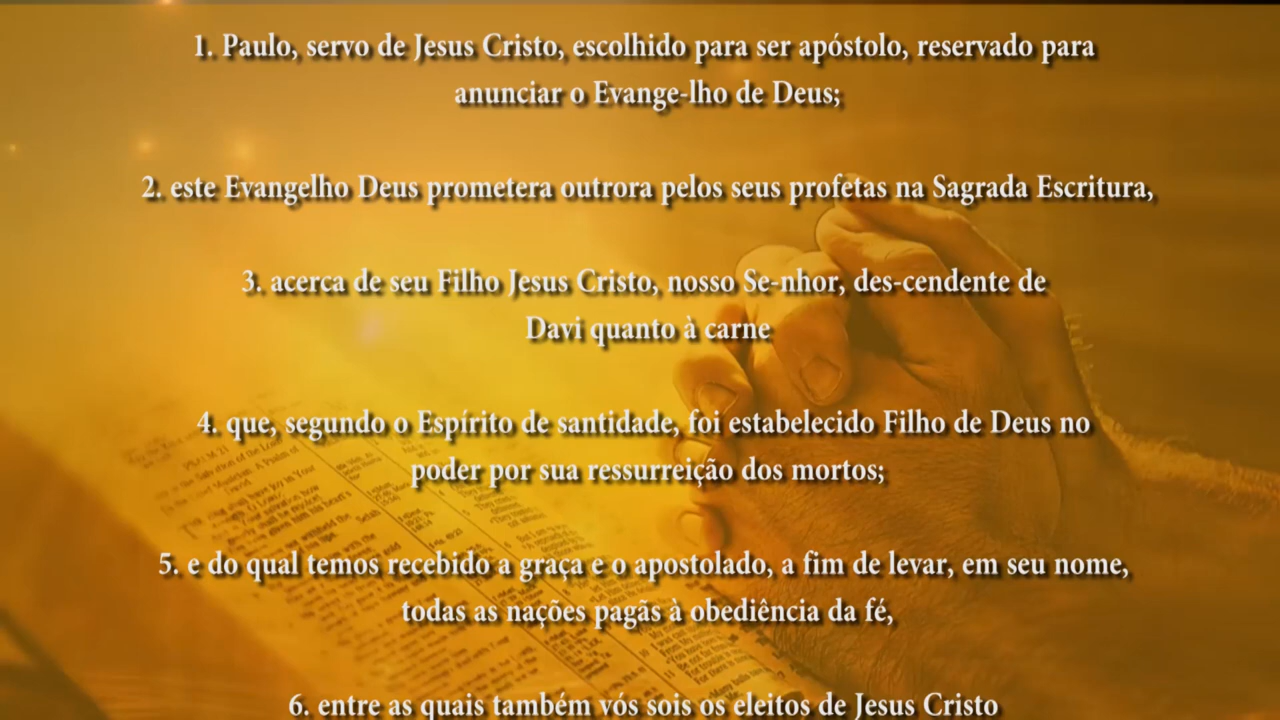 1. Paulo, servo de Jesus Cristo, escolhido para ser apóstolo, reservado para
anunciar o Evange-lho de Deus;
2. este Evangelho Deus prometera outrora pelos seus profetas na Sagrada Escritura,
3. acerca de seu Filho Jesus Cristo, nosso Se-nhor, des-cendente de
Davi quanto à carne
4. que, segundo o Espírito de santidade, foi estabelecido Filho de Deus no
poder por sua ressurreição dos mortos;
5. e do qual temos recebido a graça e o apostolado, a fim de levar, em seu nome,
todas as nações pagãs à obediência da fé,
6. entre as quais também vós sois os eleitos de Jesus Cristo